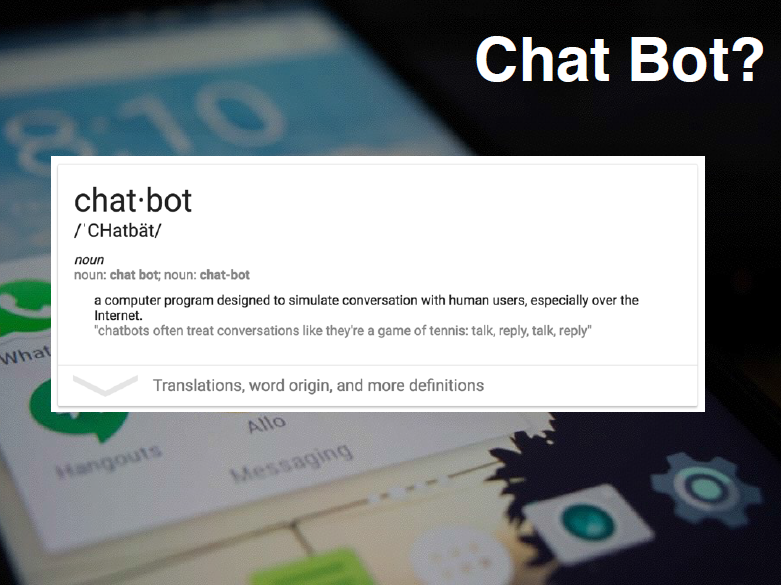 Chat Bot?
8:10
chat·bot
/ˈCHatbät/
noun
noun: chat bot; noun: chat-bot
a computer program designed to simulate conversation with human users, especially over the
Internet.
"chatbots often treat conversations like they're a game of tennis: talk, reply, talk, reply"
What
Translations, word origin, and more definitions
Allo
Hangouts
Messaging